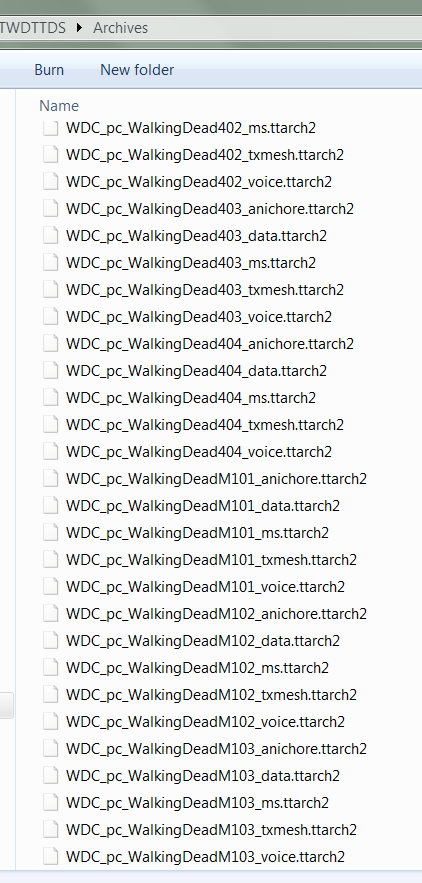 TWDTTDS ▸ Archives
Burn New folder
Name
WDC_pc_WalkingDead402_ms.ttarch2
WDC_pc_WalkingDead402_txmesh.ttarch2
WDC_pc_WalkingDead402_voice.ttarch2
WDC_pc_WalkingDead403_anichore.ttarch2
WDC_pc_WalkingDead403_data.ttarch2
WDC_pc_WalkingDead403_ms.ttarch2
WDC_pc_WalkingDead403_txmesh.ttarch2
WDC_pc_WalkingDead403_voice.ttarch2
WDC_pc_WalkingDead404_anichore.ttarch2
WDC_pc_WalkingDead404_data.ttarch2
WDC_pc_WalkingDead404_ms.ttarch2
WDC_pc_WalkingDead404_txmesh.ttarch2
WDC_pc_WalkingDead404_voice.ttarch2
WDC_pc_WalkingDeadM101_anichore.ttarch2
WDC_pc_WalkingDeadM101_data.ttarch2
WDC_pc_WalkingDeadM101_ms.ttarch2
WDC_pc_WalkingDeadM101_txmesh.ttarch2
WDC_pc_WalkingDeadM101_voice.ttarch2
WDC_pc_WalkingDeadM102_anichore.ttarch2
WDC_pc_WalkingDeadM102_data.ttarch2
WDC_pc_WalkingDeadM102_ms.ttarch2
WDC_pc_WalkingDeadM102_txmesh.ttarch2
WDC_pc_WalkingDeadM102_voice.ttarch2
WDC_pc_WalkingDeadM103_anichore.ttarch2
WDC_pc_WalkingDeadM103_data.ttarch2
WDC_pc_WalkingDeadM103_ms.ttarch2
WDC_pc_WalkingDeadM103_txmesh.ttarch2
WDC_pc_WalkingDeadM103_voice.ttarch2